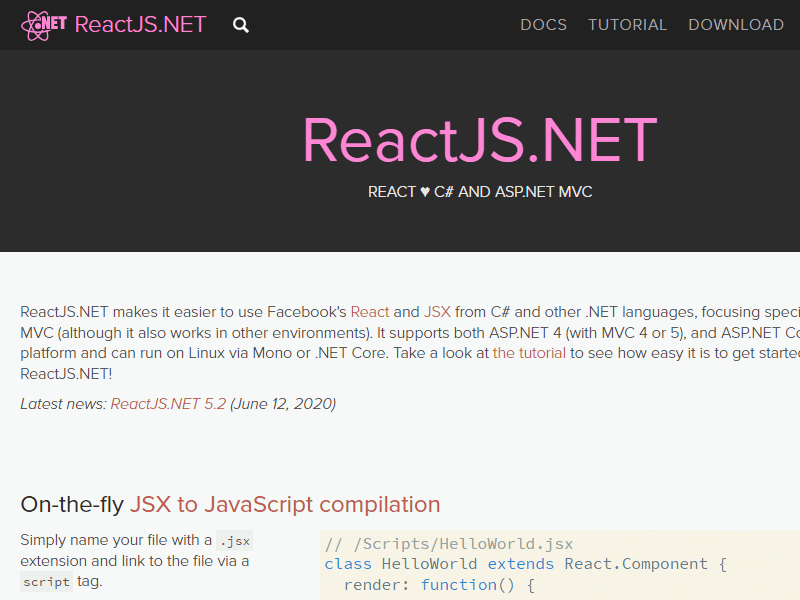 .NET ReactJS.NET DOCS TUTORIAL DOWNLOAD
ReactJS.NET
REACT ♥ C# AND ASP.NET MVC
ReactJS.NET makes it easier to use Facebook's React and JSX from C# and other .NET languages, focusing speci
MVC (although it also works in other environments). It supports both ASP.NET 4 (with MVC 4 or 5), and ASP.NET Co
platform and can run on Linux via Mono or .NET Core. Take a look at the tutorial to see how easy it is to get started
ReactJS.NET!
Latest news: ReactJS.NET 5.2 (June 12, 2020)
On-the-fly JSX to JavaScript compilation
Simply name your file with a .jsx
extension and link to the file via a
script tag.
// /Scripts/HelloWorld.jsx
class HelloWorld extends React.Component {
render: function() {